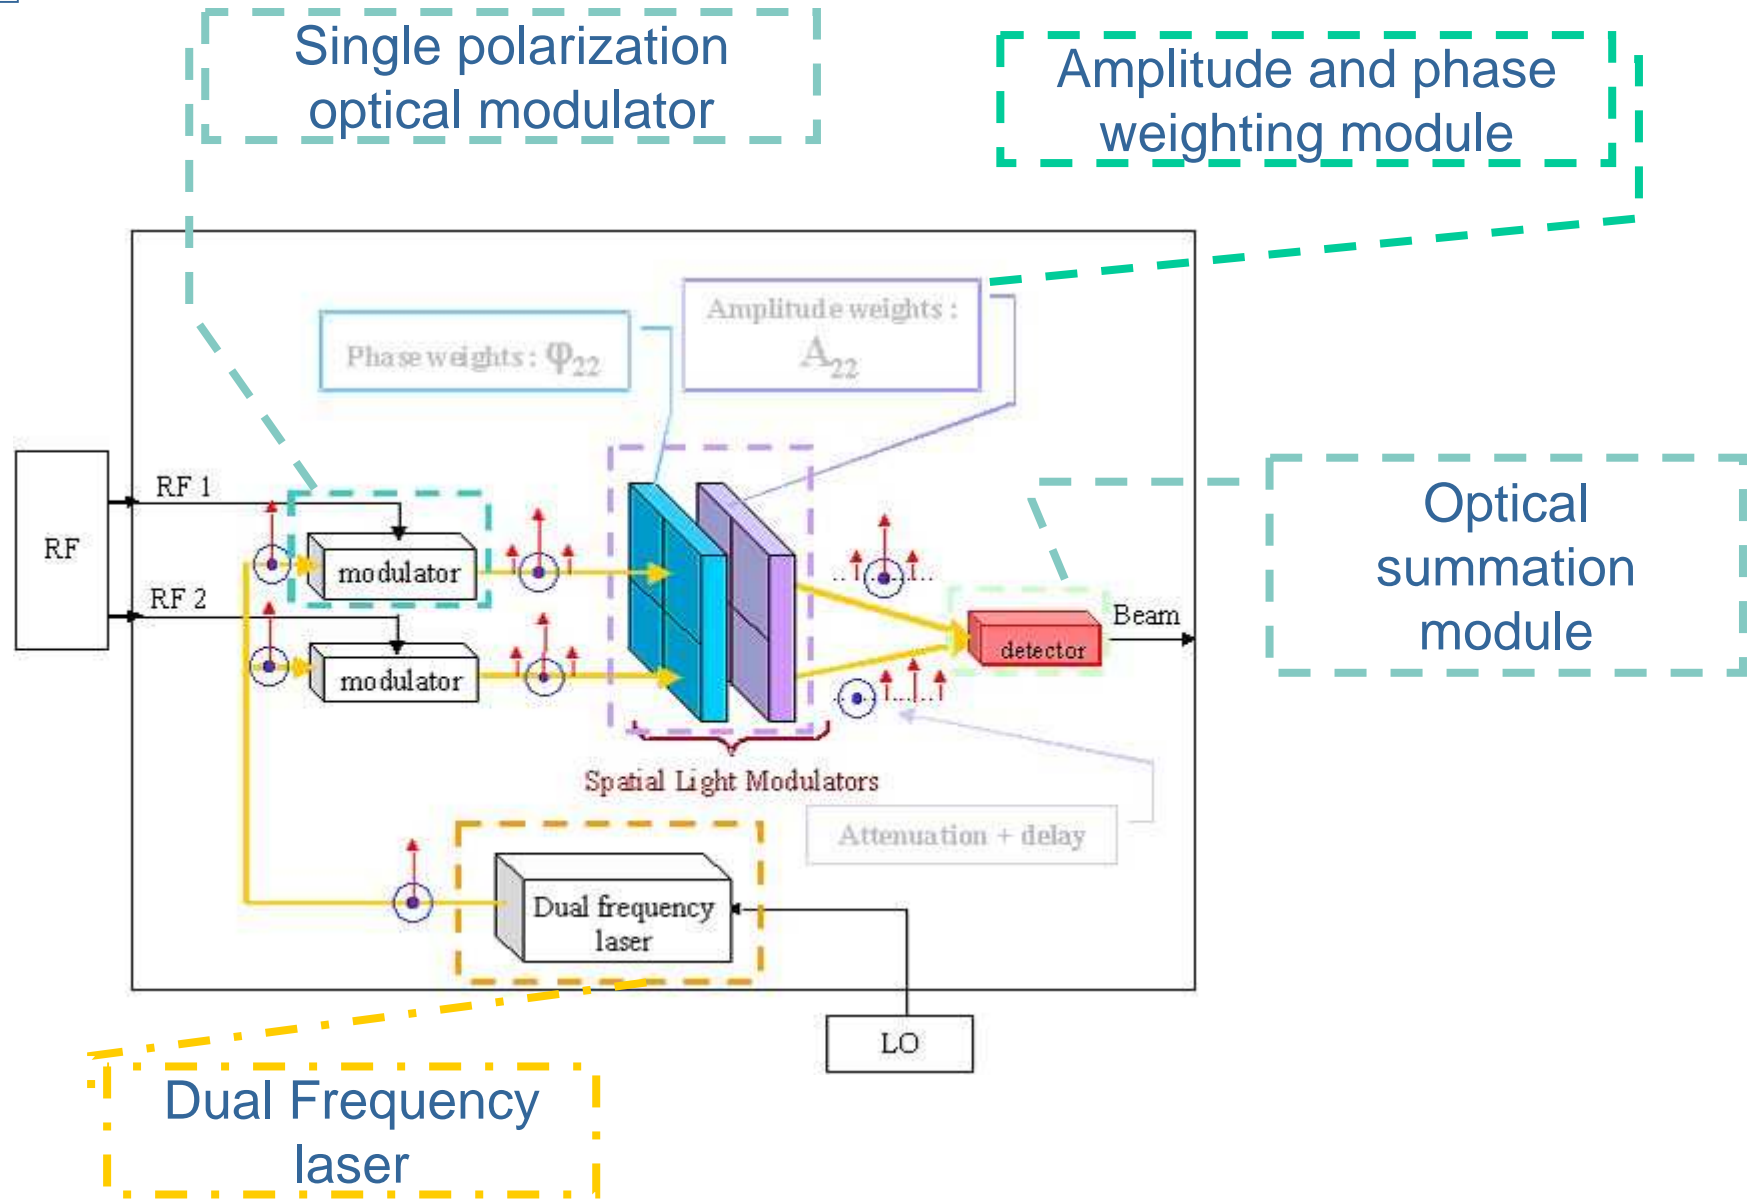 Single polarization
optical modulator
Amplitude and phase
weighting module
Phase weights : φ22
Amplitude weights :
A22
RF
RF 1
RF 2
modulator
modulator
Optical
summation
module
detector
Beam
Spatial Light Modulators
Attenuation + delay
Dual frequency
laser
LO
Dual Frequency
laser